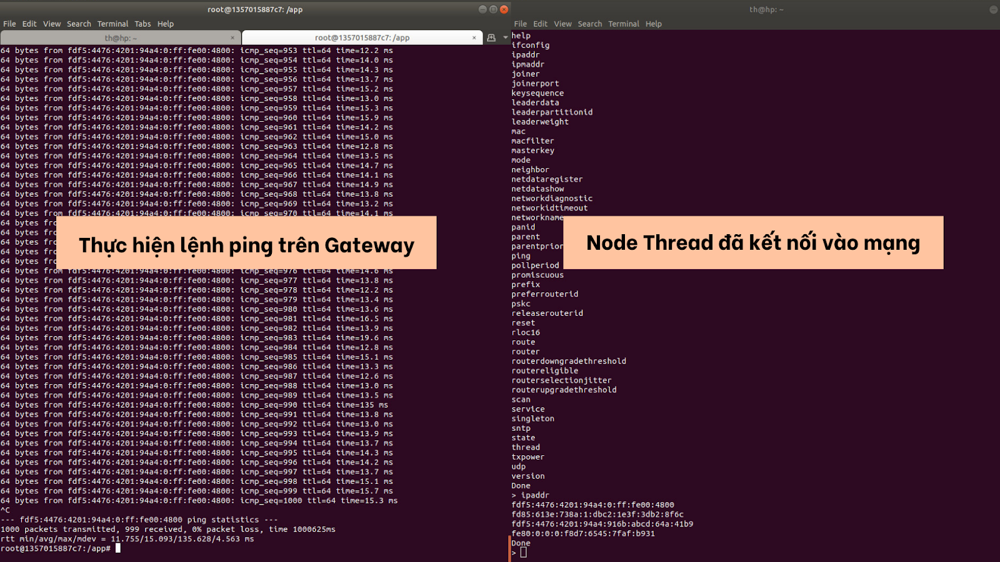 root@1357015887c7: /app
File Edit View Search Terminal Tabs Help
th@hp: ~ ×
root@1357015887c7: /app ×
64 bytes from fdf5:4476:4201:94a4:0:ff:fe00:4800: icmp_seq=953 ttl=64 time=12.2 ms
64 bytes from fdf5:4476:4201:94a4:0:ff:fe00:4800: icmp_seq=954 ttl=64 time=14.0 ms
64 bytes from fdf5:4476:4201:94a4:0:ff:fe00:4800: icmp_seq=955 ttl=64 time=14.3 ms
64 bytes from fdf5:4476:4201:94a4:0:ff:fe00:4800: icmp_seq=956 ttl=64 time=13.7 ms
64 bytes from fdf5:4476:4201:94a4:0:ff:fe00:4800: icmp_seq=957 ttl=64 time=15.2 ms
64 bytes from fdf5:4476:4201:94a4:0:ff:fe00:4800: icmp_seq=958 ttl=64 time=13.0 ms
64 bytes from fdf5:4476:4201:94a4:0:ff:fe00:4800: icmp_seq=959 ttl=64 time=15.3 ms
64 bytes from fdf5:4476:4201:94a4:0:ff:fe00:4800: icmp_seq=960 ttl=64 time=15.9 ms
64 bytes from fdf5:4476:4201:94a4:0:ff:fe00:4800: icmp_seq=961 ttl=64 time=14.2 ms
64 bytes from fdf5:4476:4201:94a4:0:ff:fe00:4800: icmp_seq=962 ttl=64 time=15.0 ms
64 bytes from fdf5:4476:4201:94a4:0:ff:fe00:4800: icmp_seq=963 ttl=64 time=12.8 ms
64 bytes from fdf5:4476:4201:94a4:0:ff:fe00:4800: icmp_seq=964 ttl=64 time=13.5 ms
64 bytes from fdf5:4476:4201:94a4:0:ff:fe00:4800: icmp_seq=965 ttl=64 time=14.7 ms
64 bytes from fdf5:4476:4201:94a4:0:ff:fe00:4800: icmp_seq=966 ttl=64 time=14.1 ms
64 bytes from fdf5:4476:4201:94a4:0:ff:fe00:4800: icmp_seq=967 ttl=64 time=14.9 ms
64 bytes from fdf5:4476:4201:94a4:0:ff:fe00:4800: icmp_seq=968 ttl=64 time=13.8 ms
64 bytes from fdf5:4476:4201:94a4:0:ff:fe00:4800: icmp_seq=969 ttl=64 time=13.2 ms
64 bytes from fdf5:4476:4201:94a4:0:ff:fe00:4800: icmp_seq=970 ttl=64 time=14.1 ms
64 bytes
64 bytes
64 bytes
64 bytes
64 bytes
Thực hiện lệnh ping trên Gateway
64 bytes from fdf5:4476:4201:94a4:0:ff:fe00:4800: icmp_seq=976 ttl=64 time=14.6 ms
64 bytes from fdf5:4476:4201:94a4:0:ff:fe00:4800: icmp_seq=977 ttl=64 time=13.8 ms
64 bytes from fdf5:4476:4201:94a4:0:ff:fe00:4800: icmp_seq=978 ttl=64 time=12.2 ms
64 bytes from fdf5:4476:4201:94a4:0:ff:fe00:4800: icmp_seq=979 ttl=64 time=13.4 ms
64 bytes from fdf5:4476:4201:94a4:0:ff:fe00:4800: icmp_seq=980 ttl=64 time=13.6 ms
64 bytes from fdf5:4476:4201:94a4:0:ff:fe00:4800: icmp_seq=981 ttl=64 time=16.5 ms
64 bytes from fdf5:4476:4201:94a4:0:ff:fe00:4800: icmp_seq=982 ttl=64 time=13.9 ms
64 bytes from fdf5:4476:4201:94a4:0:ff:fe00:4800: icmp_seq=983 ttl=64 time=19.6 ms
64 bytes from fdf5:4476:4201:94a4:0:ff:fe00:4800: icmp_seq=984 ttl=64 time=12.8 ms
64 bytes from fdf5:4476:4201:94a4:0:ff:fe00:4800: icmp_seq=985 ttl=64 time=15.1 ms
64 bytes from fdf5:4476:4201:94a4:0:ff:fe00:4800: icmp_seq=986 ttl=64 time=13.3 ms
64 bytes from fdf5:4476:4201:94a4:0:ff:fe00:4800: icmp_seq=987 ttl=64 time=12.6 ms
64 bytes from fdf5:4476:4201:94a4:0:ff:fe00:4800: icmp_seq=988 ttl=64 time=13.0 ms
64 bytes from fdf5:4476:4201:94a4:0:ff:fe00:4800: icmp_seq=989 ttl=64 time=13.5 ms
64 bytes from fdf5:4476:4201:94a4:0:ff:fe00:4800: icmp_seq=990 ttl=64 time=135 ms
64 bytes from fdf5:4476:4201:94a4:0:ff:fe00:4800: icmp_seq=991 ttl=64 time=13.8 ms
64 bytes from fdf5:4476:4201:94a4:0:ff:fe00:4800: icmp_seq=992 ttl=64 time=13.0 ms
64 bytes from fdf5:4476:4201:94a4:0:ff:fe00:4800: icmp_seq=993 ttl=64 time=13.9 ms
64 bytes from fdf5:4476:4201:94a4:0:ff:fe00:4800: icmp_seq=994 ttl=64 time=13.7 ms
64 bytes from fdf5:4476:4201:94a4:0:ff:fe00:4800: icmp_seq=995 ttl=64 time=14.3 ms
64 bytes from fdf5:4476:4201:94a4:0:ff:fe00:4800: icmp_seq=996 ttl=64 time=14.2 ms
64 bytes from fdf5:4476:4201:94a4:0:ff:fe00:4800: icmp_seq=997 ttl=64 time=13.7 ms
64 bytes from fdf5:4476:4201:94a4:0:ff:fe00:4800: icmp_seq=998 ttl=64 time=15.1 ms
64 bytes from fdf5:4476:4201:94a4:0:ff:fe00:4800: icmp_seq=999 ttl=64 time=15.7 ms
64 bytes from fdf5:4476:4201:94a4:0:ff:fe00:4800: icmp_seq=1000 ttl=64 time=15.3 ms
^C
--- fdf5:4476:4201:94a4:0:ff:fe00:4800 ping statistics ---
1000 packets transmitted, 999 received, 0% packet loss, time 1000625ms
rtt min/avg/max/mdev = 11.755/15.093/135.628/4.563 ms
root@1357015887c7:/app#
th@hp: ~
File Edit View Search Terminal Help
help
ifconfig
ipaddr
ipmaddr
joiner
joinerport
keysequence
leaderdata
leaderpartitionid
leaderweight
mac
macfilter
masterkey
mode
neighbor
netdataregister
netdatashow
networkdiagnostic
networkidtimeout
networkname
panid
parent
parentprior
ping
pollperiod
Node Thread đã kết nối vào mạng
promiscuous
prefix
preferrouterid
pskc
releaserouterid
reset
rloc16
route
router
routerdowngradethreshold
routereligible
routerselectionjitter
routerupgradethreshold
scan
service
singleton
sntp
state
thread
txpower
udp
version
Done
> ipaddr
fdf5:4476:4201:94a4:0:ff:fe00:4800
fd85:613e:738a:1:dbc2:1e3f:3db2:8f6c
fdf5:4476:4201:94a4:916b:abcd:64a:41b9
fe80:0:0:0:f8d7:6545:7faf:b931
Done
>